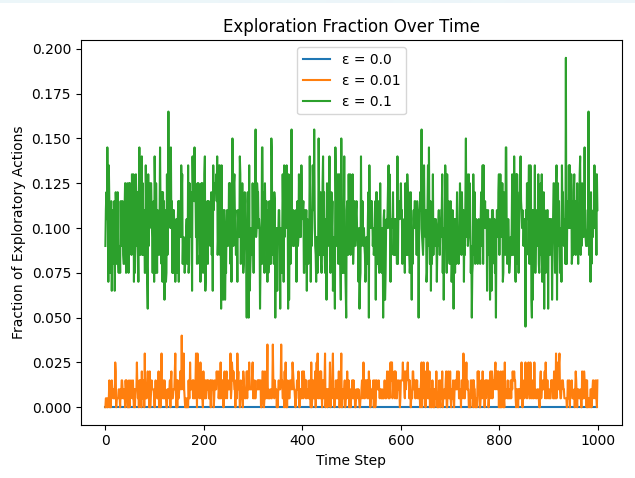 Exploration Fraction Over Time
ε = 0.0
ε = 0.01
ε = 0.1
Fraction of Exploratory Actions
0.200
0.175
0.150
0.125
0.100
0.075
0.050
0.025
0.000
0 200 400 600 800 1000
Time Step